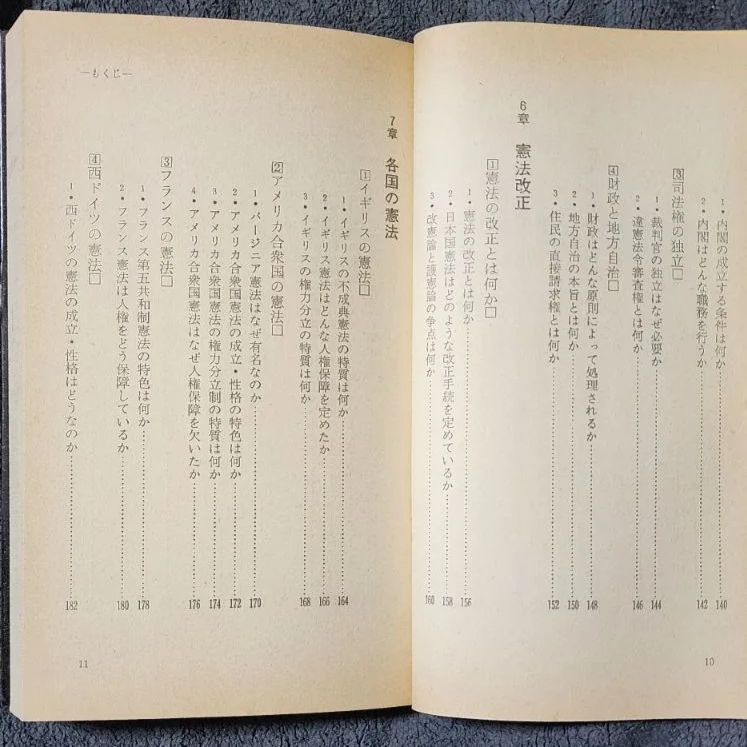 1・内閣の成立する条件は何か……140
2・内閣はどんな職務を行うか……142
③司法権の独立□
1・裁判官の独立はなぜ必要か……144
2・違憲法令審査権とは何か……146
④財政と地方自治□
1・財政はどんな原則によって処理されるか……148
2・地方自治の本旨とは何か……150
3・住民の直接請求権とは何か……152
6章 憲法改正
①憲法の改正とは何か□
1・憲法の改正とは何か……156
2・日本国憲法はどのような改正手続を定めているか……158
3・改憲論と護憲論の争点は何か……160
10
—もくじ—
7章 各国の憲法
①イギリスの憲法□
1・イギリスの不成典憲法の特質は何か……164
2・イギリス憲法はどんな人権保障を定めたか……166
3・イギリスの権力分立の特質は何か……168
②アメリカ合衆国の憲法□
1・バージニア憲法はなぜ有名なのか……170
2・アメリカ合衆国憲法の成立・性格の特色は何か……172
3・アメリカ合衆国憲法の権力分立制の特質は何か……174
4・アメリカ合衆国憲法はなぜ人権保障を欠いたか……176
③フランスの憲法□
1・フランス第五共和制憲法の特色は何か……178
2・フランス憲法は人権をどう保障しているか……180
④西ドイツの憲法□
1・西ドイツの憲法の成立・性格はどうなのか……182
11